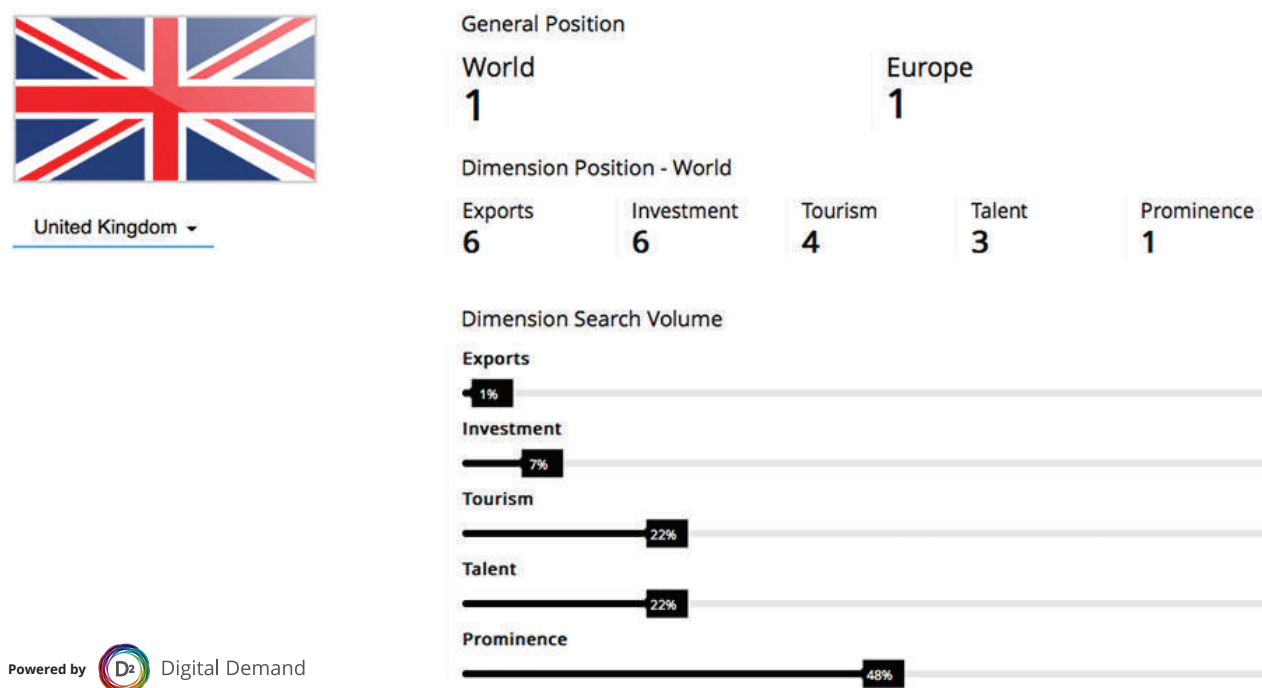 General Position
World Europe
1 1
Dimension Position - World
Exports Investment Tourism Talent Prominence
6 6 4 3 1
United Kingdom
Dimension Search Volume
Exports
1%
Investment
7%
Tourism
22%
Talent
22%
Prominence
48%
Powered by D2 Digital Demand